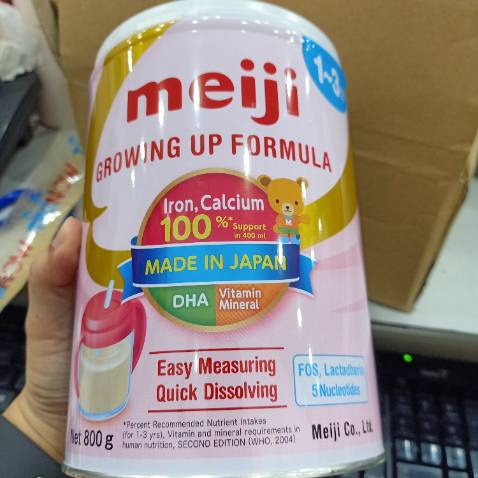 1~3
meiji
GROWING UP FORMULA
Iron, Calcium
100%* Support
in 400 ml
MADE IN JAPAN
DHA
Vitamin
Mineral
Easy Measuring
Quick Dissolving
FOS, Lactadherin
5 Nucleotides
*Percent Recommended Nutrient Intakes
(for 1-3 yrs), Vitamin and mineral requirements in
human nutrition, SECOND EDITION (WHO, 2004)
Net 800 g
Meiji Co., Ltd.